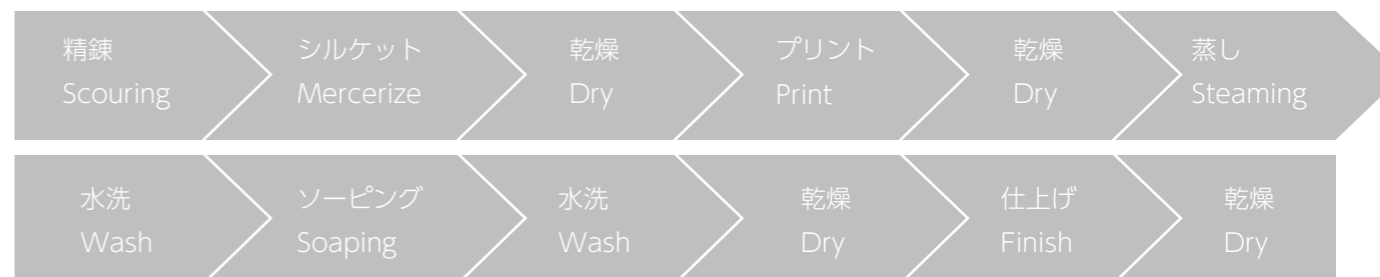 精錬
Scouring
シルケット
Mercerize
乾燥
Dry
プリント
Print
乾燥
Dry
蒸し
Steaming
水洗
Wash
ソーピング
Soaping
水洗
Wash
乾燥
Dry
仕上げ
Finish
乾燥
Dry